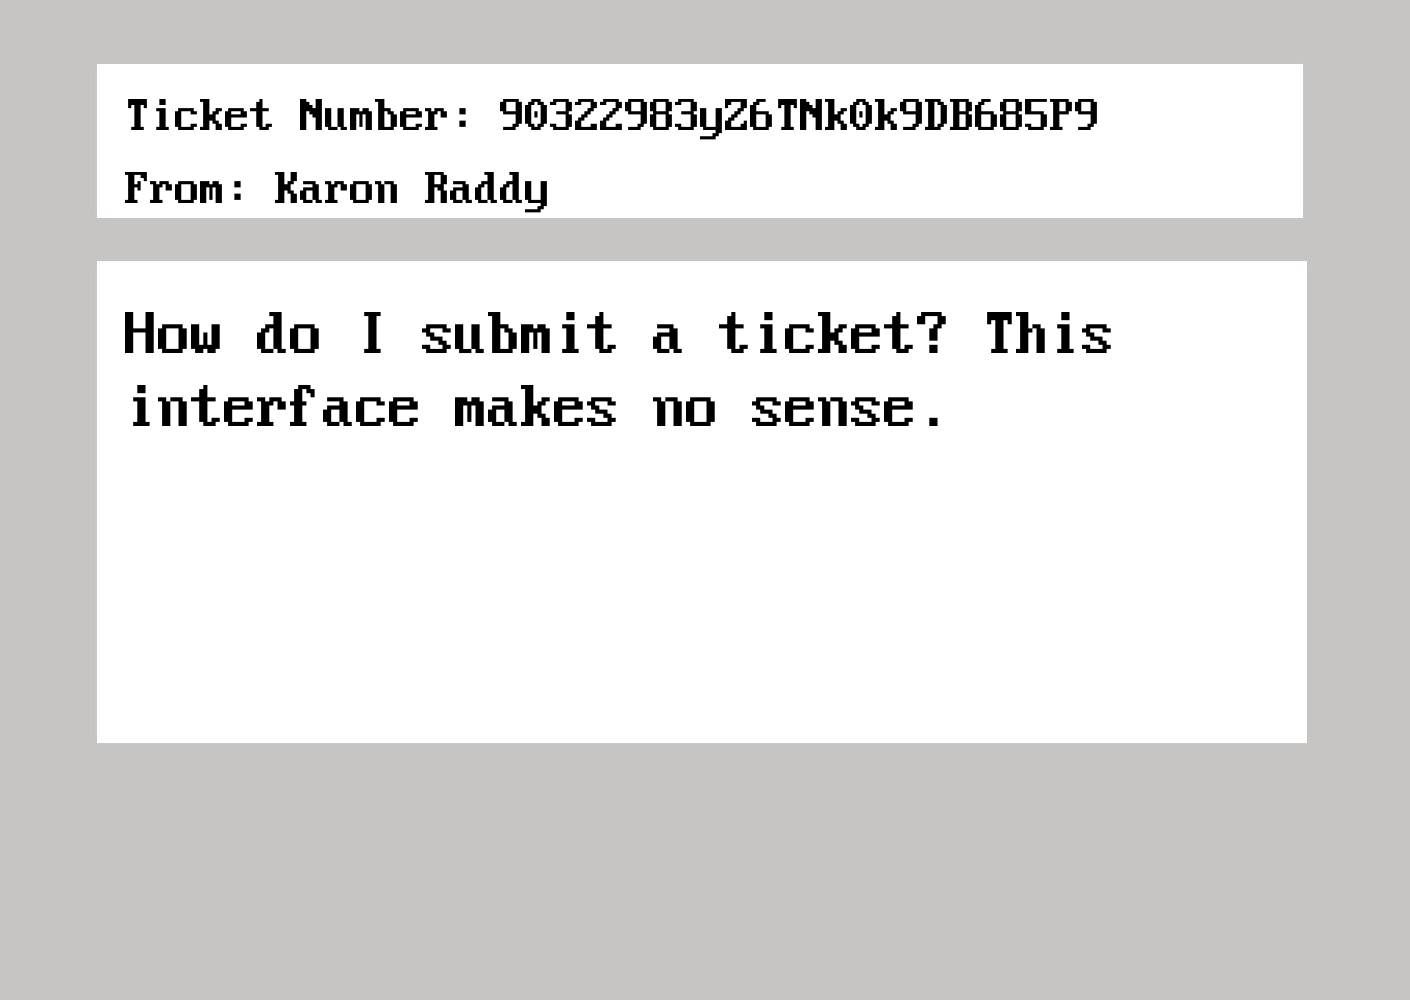 Ticket Number: 90322983yZ6TNk0k9DB685P9
From: Karon Raddy
How do I submit a ticket? This
interface makes no sense.